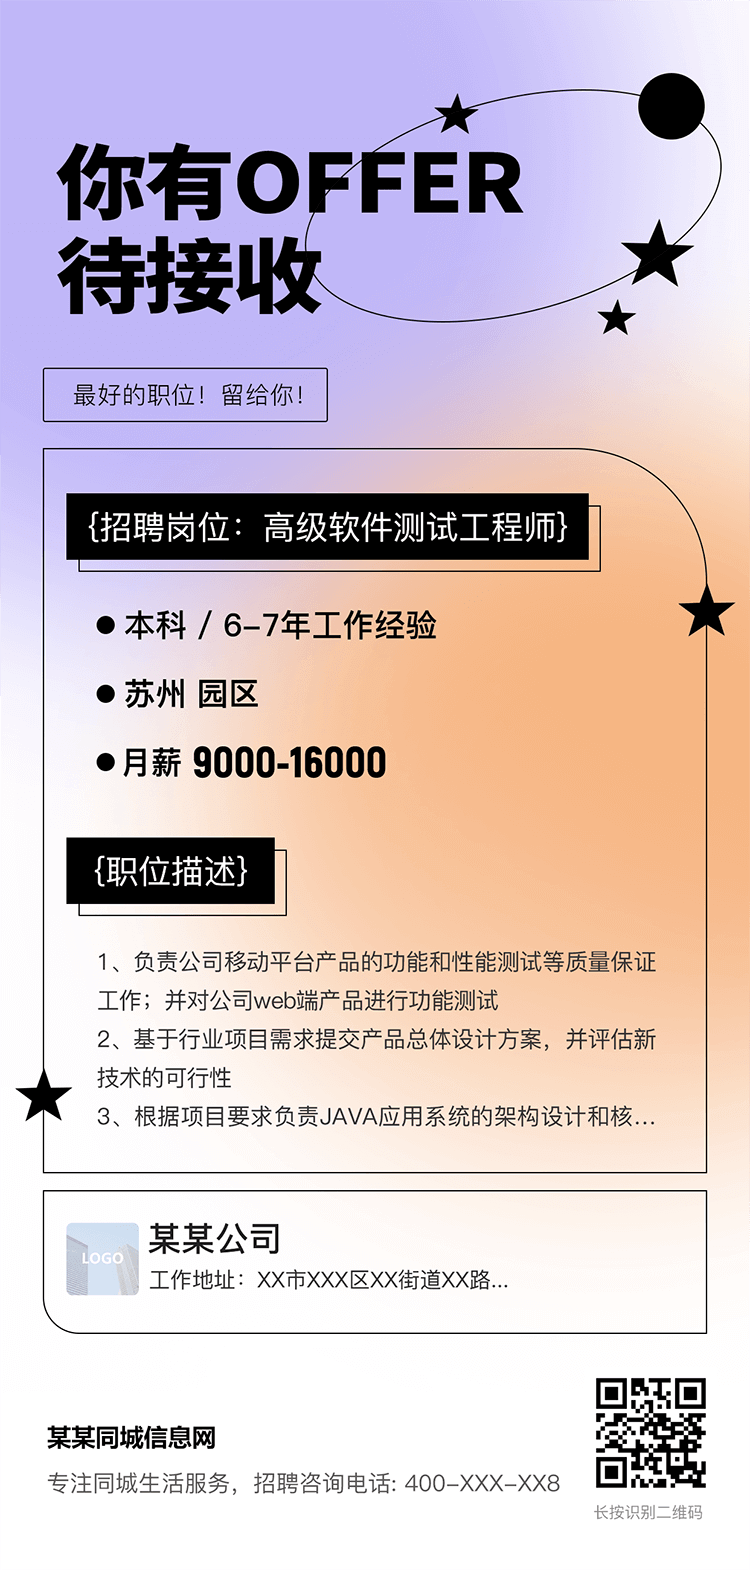 你有OFFER
待接收
最好的职位！留给你！
{招聘岗位：高级软件测试工程师}
本科 / 6-7年工作经验
苏州 园区
月薪 9000-16000
{职位描述}
1、负责公司移动平台产品的功能和性能测试等质量保证
工作；并对公司web端产品进行功能测试
2、基于行业项目需求提交产品总体设计方案，并评估新
技术的可行性
3、根据项目要求负责JAVA应用系统的架构设计和核...
LOGO
某某公司
工作地址：XX市XXX区XX街道XX路...
某某同城信息网
专注同城生活服务，招聘咨询电话: 400-XXX-XX8
长按识别二维码